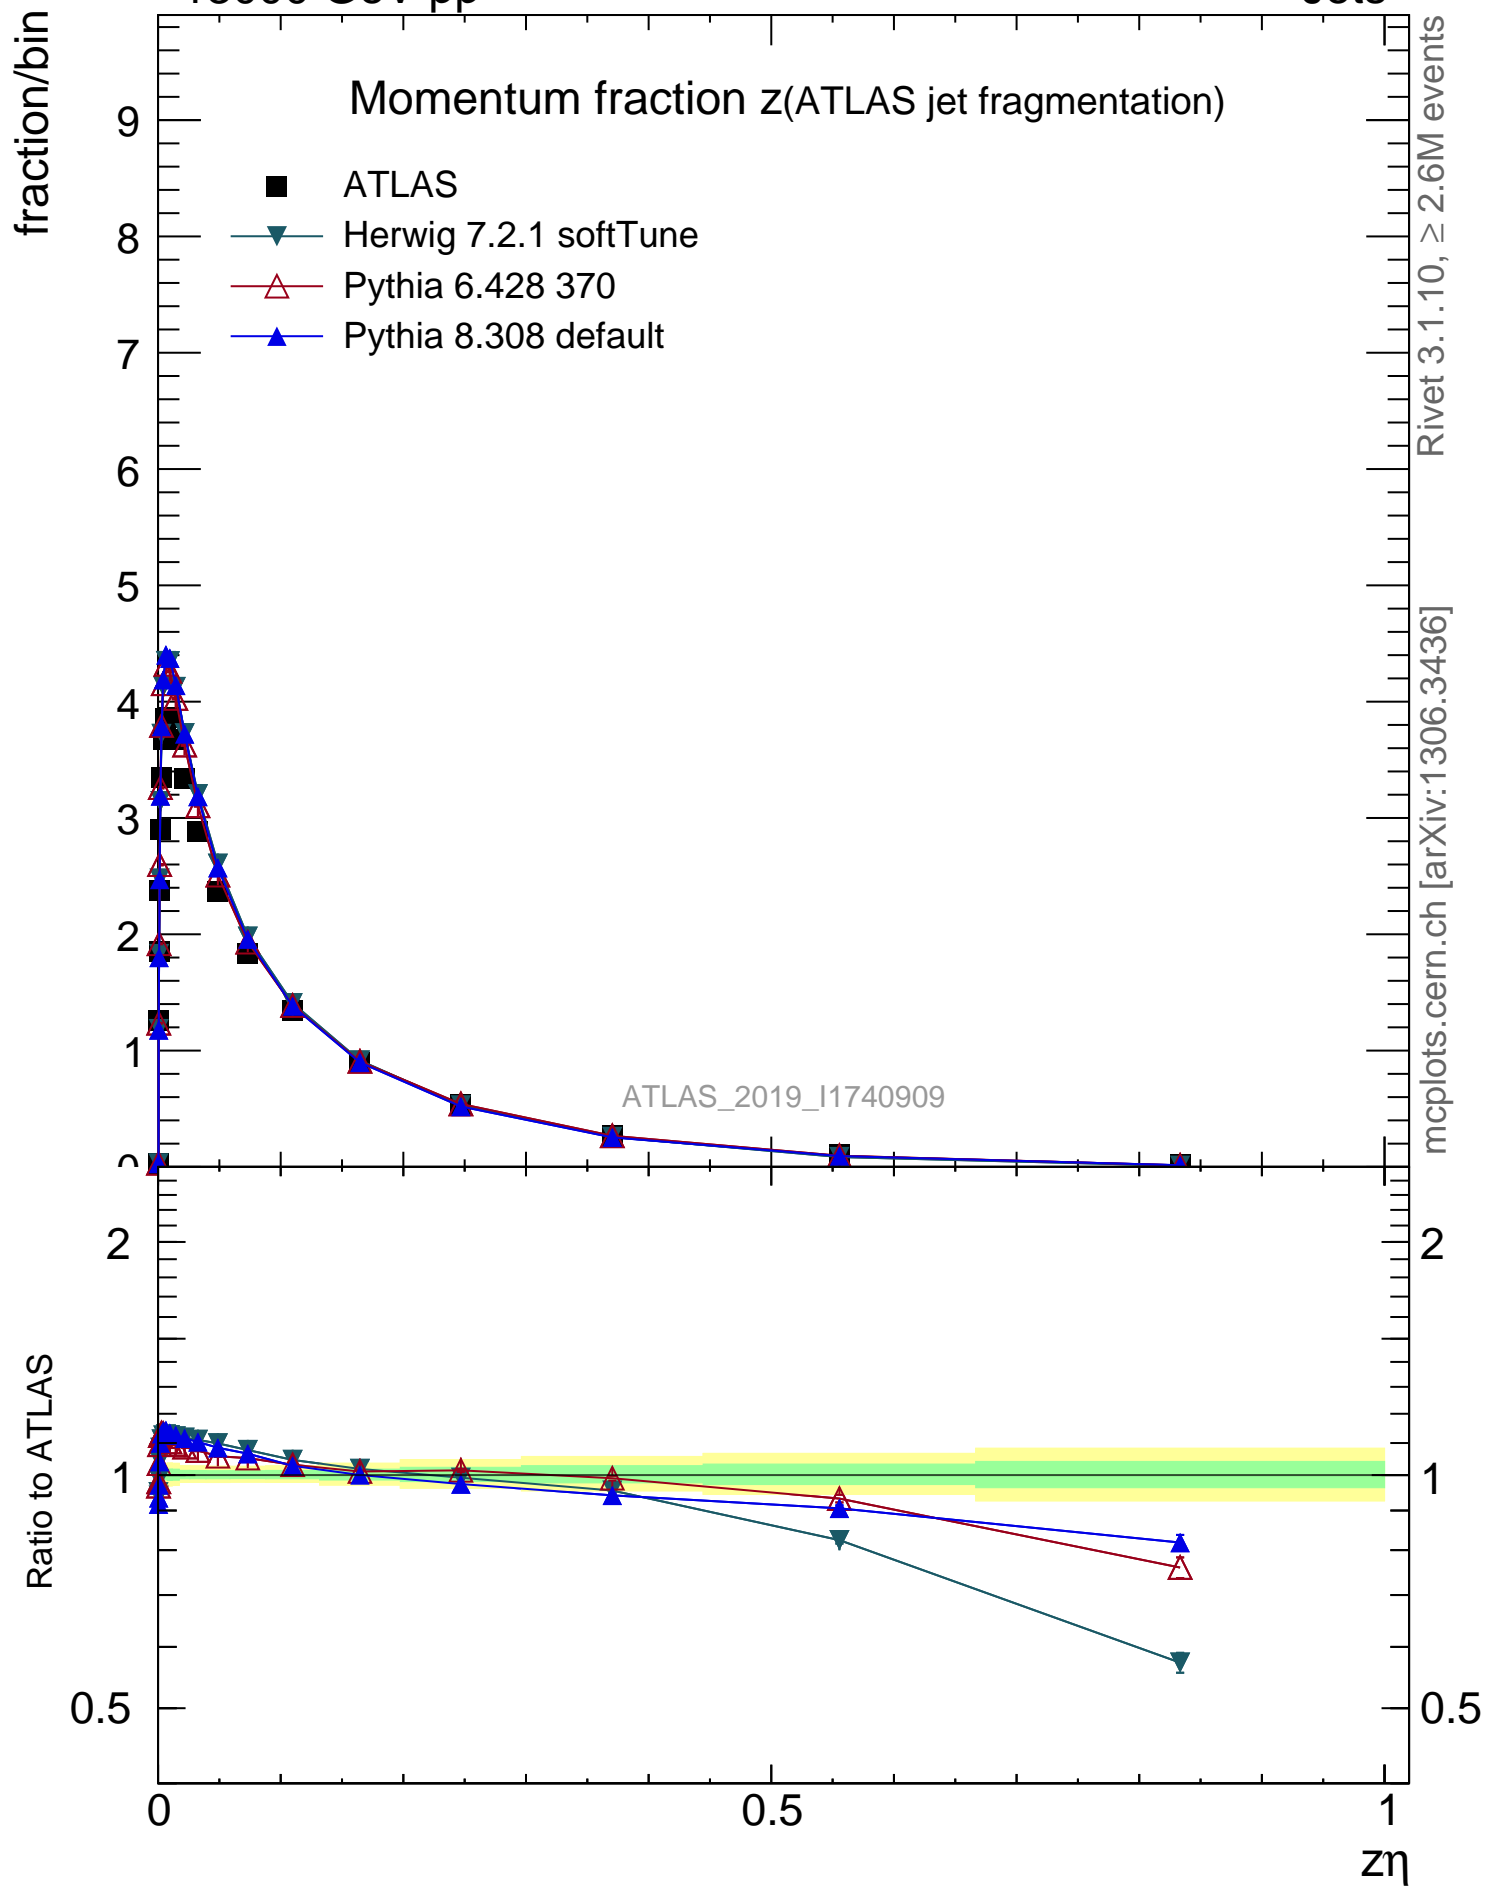 fraction/bin
Momentum fraction z(ATLAS jet fragmentation)
ATLAS
Herwig 7.2.1 softTune
Pythia 6.428 370
Pythia 8.308 default
9
8
7
6
5
4
3
2
1
0
ATLAS_2019_I1740909
Rivet 3.1.10, ≥ 2.6M events
mcplots.cern.ch [arXiv:1306.3436]
Ratio to ATLAS
2
1
0.5
2
1
0.5
0
0.5
1
zη